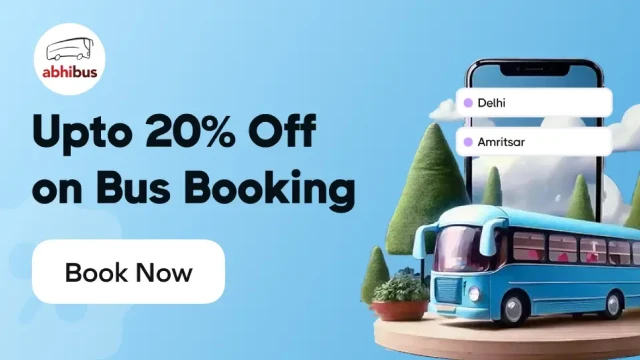 abhibus
Upto 20% Off
on Bus Booking
Book Now
Delhi
Amritsar